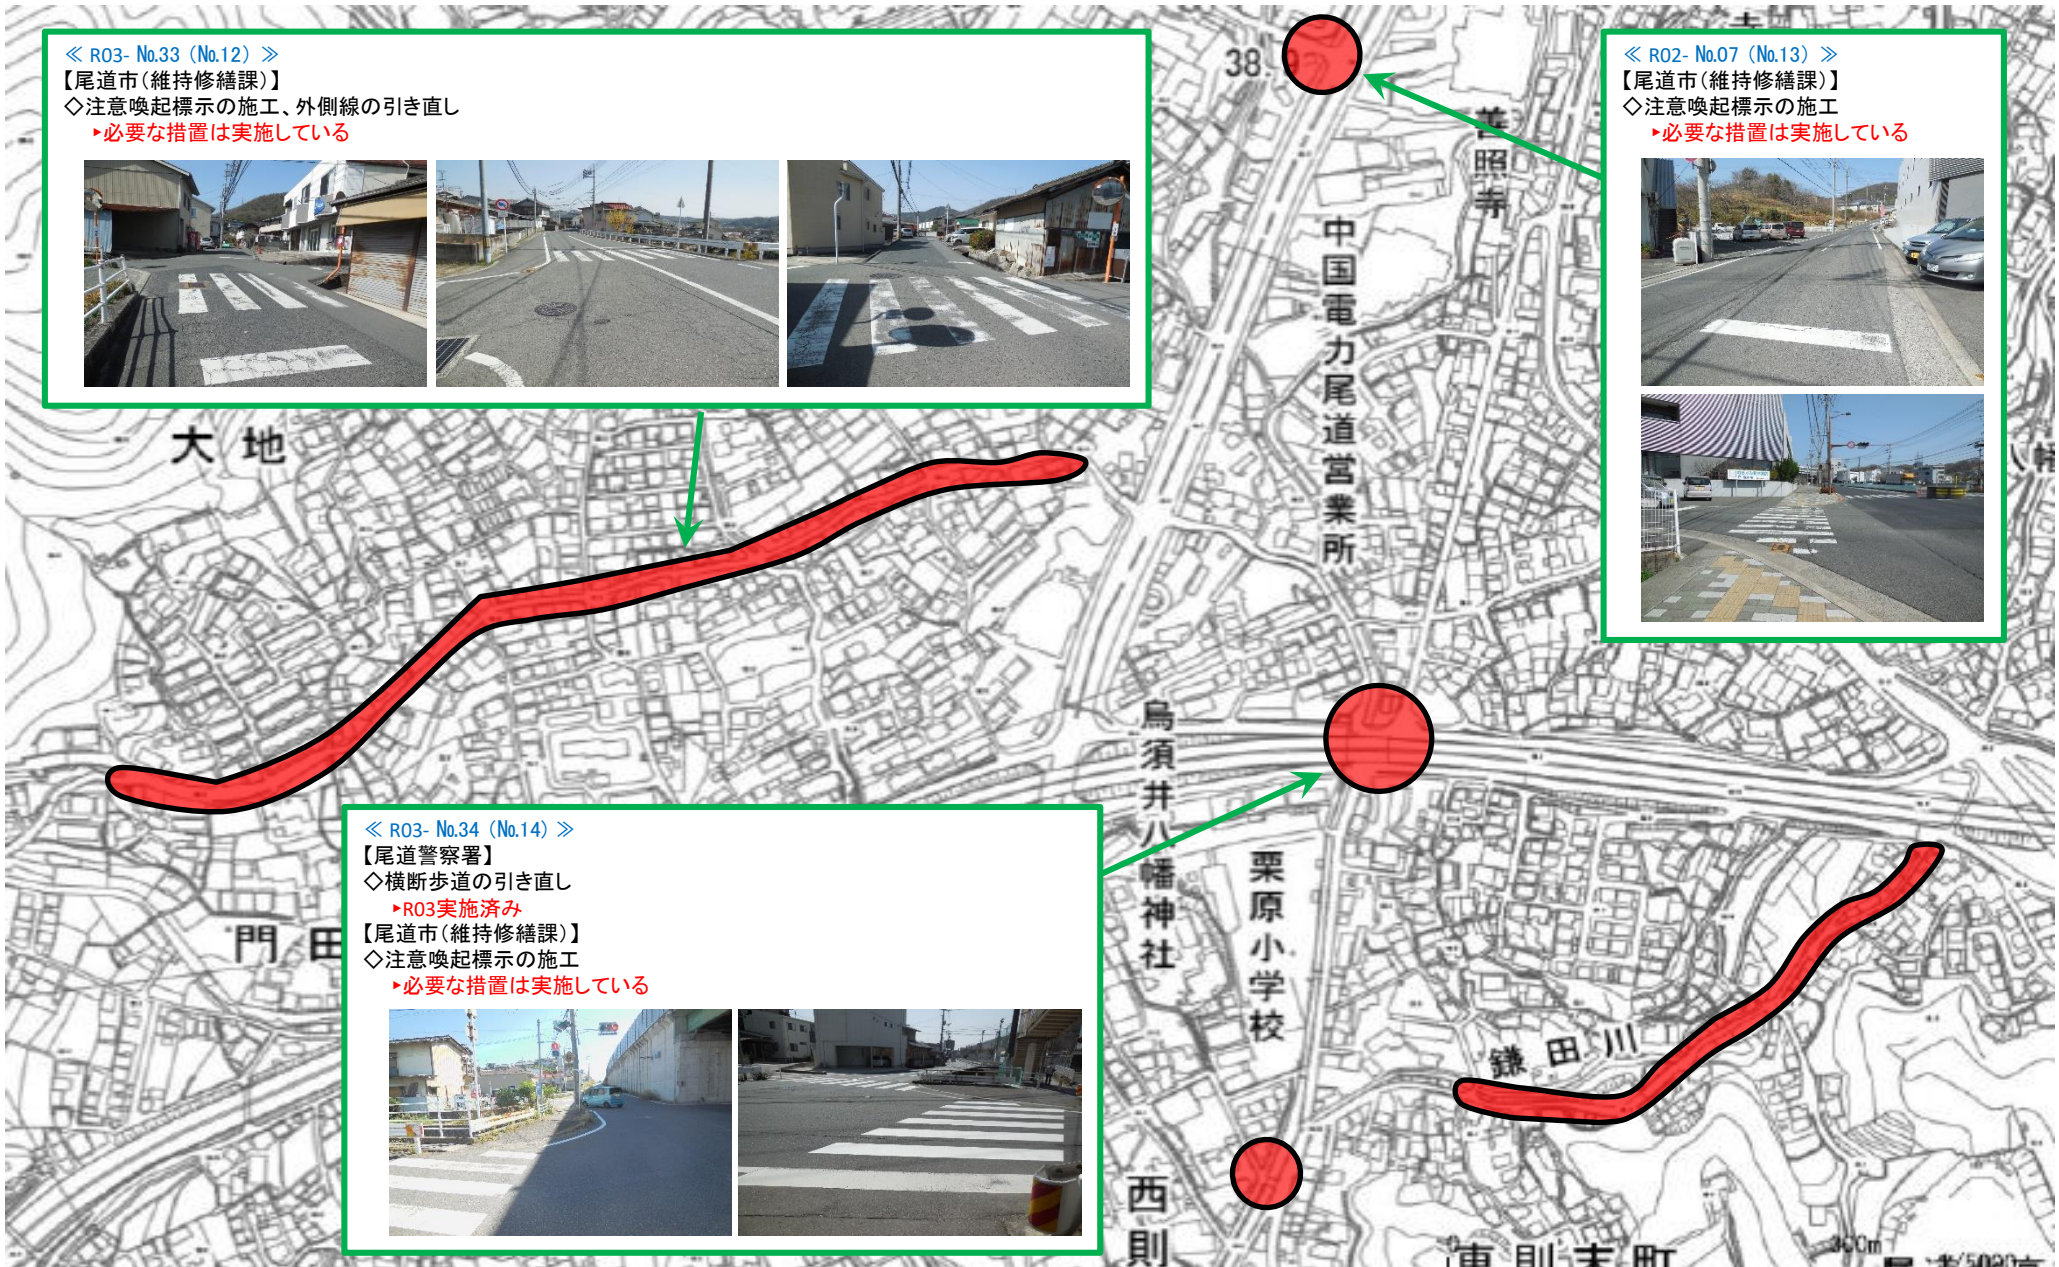 ≪ R03- No.33（No.12）≫
【尾道市（維持修繕課）】
◇注意喚起標示の施工、外側線の引き直し
▸必要な措置は実施している
≪ R02- No.07（No.13）≫
【尾道市（維持修繕課）】
◇注意喚起標示の施工
▸必要な措置は実施している
≪ R03- No.34（No.14）≫
【尾道警察署】
◇横断歩道の引き直し
▸R03実施済み
【尾道市（維持修繕課）】
◇注意喚起標示の施工
▸必要な措置は実施している
38.9
善照寺
中国電力尾道営業所
大地
烏須井八幡神社
栗原小学校
門田
鎌田川
西則
東則末町
300m